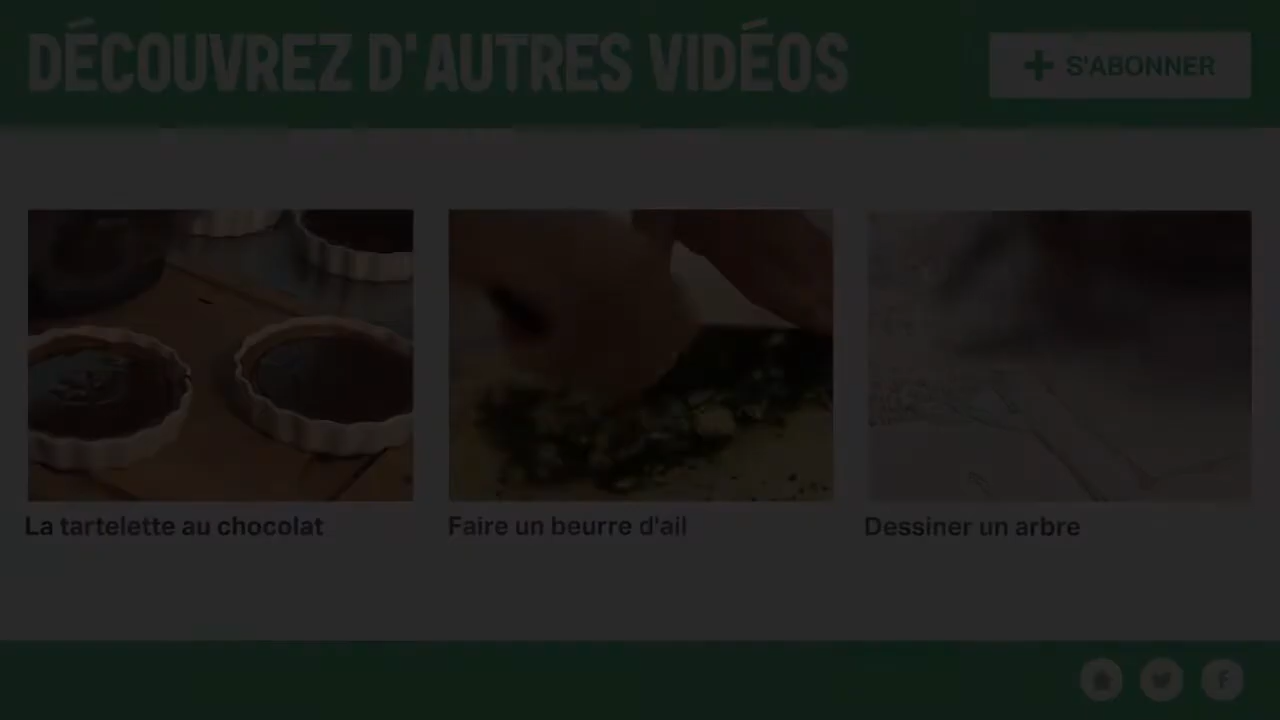 DÉCOUVREZ D'AUTRES VIDÉOS
S'ABONNER
La tartelette au chocolat
Faire un beurre d'ail
Dessiner un arbre